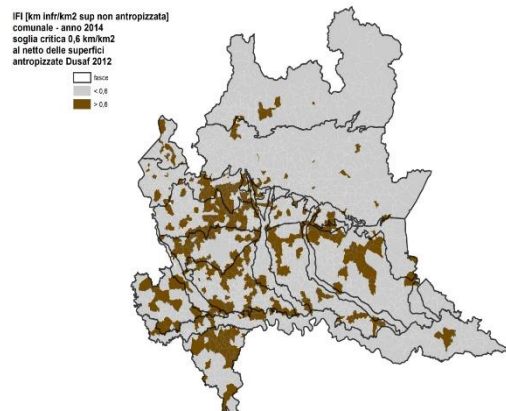 IFI [km infr/km2 sup non antropizzata]
comunale - anno 2014
soglia critica 0,6 km/km2
al netto delle superfici
antropizzate Dusaf 2012
fasce
< 0,6
> 0,6